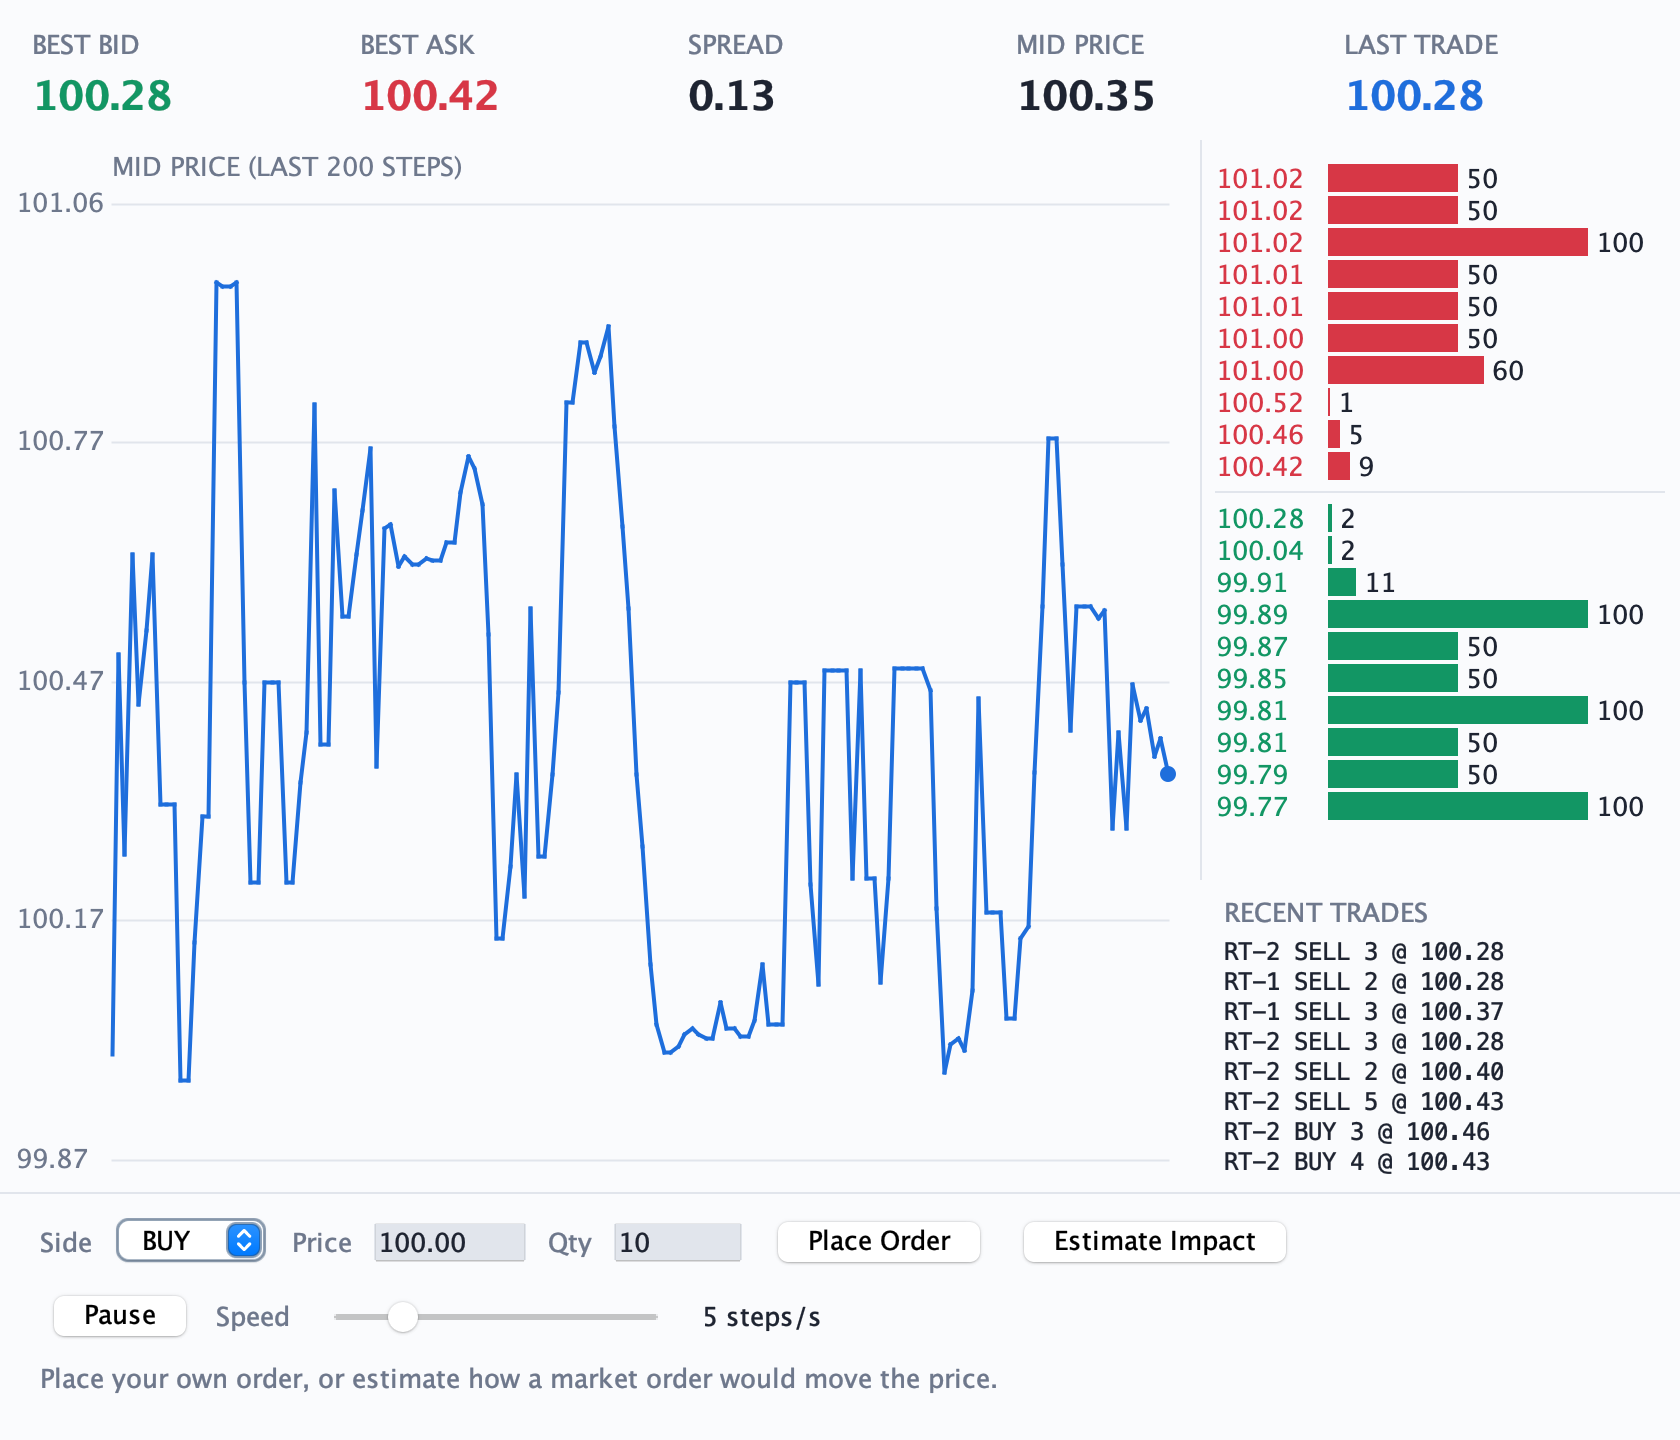 BEST BID BEST ASK SPREAD MID PRICE LAST TRADE
100.28 100.42 0.13 100.35 100.28
MID PRICE (LAST 200 STEPS)
101.06
100.77
100.47
100.17
99.87
101.02 50
101.02 50
101.02 100
101.01 50
101.01 50
101.00 50
101.00 60
100.52 1
100.46 5
100.42 9
100.28 2
100.04 2
99.91 11
99.89 100
99.87 50
99.85 50
99.81 100
99.81 50
99.79 50
99.77 100
RECENT TRADES
RT-2 SELL 3 @ 100.28
RT-1 SELL 2 @ 100.28
RT-1 SELL 3 @ 100.37
RT-2 SELL 3 @ 100.28
RT-2 SELL 2 @ 100.40
RT-2 SELL 5 @ 100.43
RT-2 BUY 3 @ 100.46
RT-2 BUY 4 @ 100.43
Side BUY Price 100.00 Qty 10 Place Order Estimate Impact
Pause Speed 5 steps/s
Place your own order, or estimate how a market order would move the price.